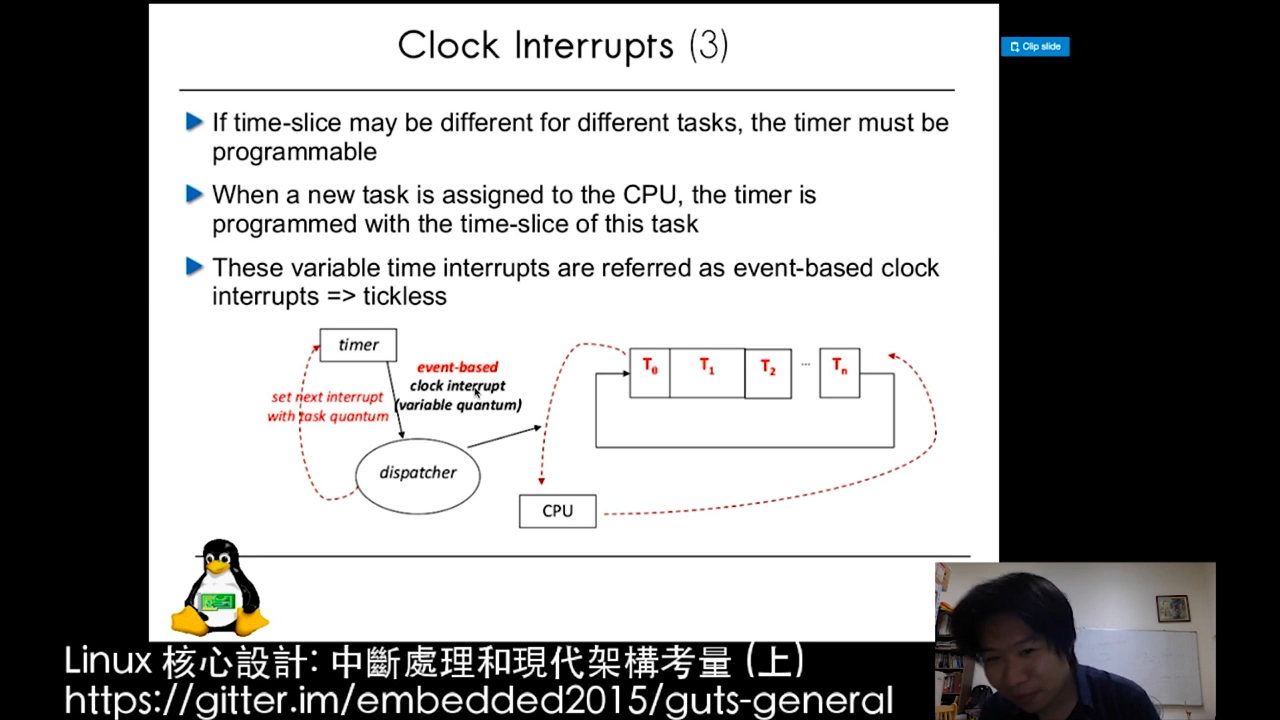 Clock Interrupts (3)
Clip slide
If time-slice may be different for different tasks, the timer must be
programmable
When a new task is assigned to the CPU, the timer is
programmed with the time-slice of this task
These variable time interrupts are referred as event-based clock
interrupts => tickless
timer
event-based
clock interrupt
(variable quantum)
set next interrupt
with task quantum
dispatcher
T0 T1 T2 ... Tn
CPU
Linux 核心設計: 中斷處理和現代架構考量 (上)
https://gitter.im/embedded2015/guts-general